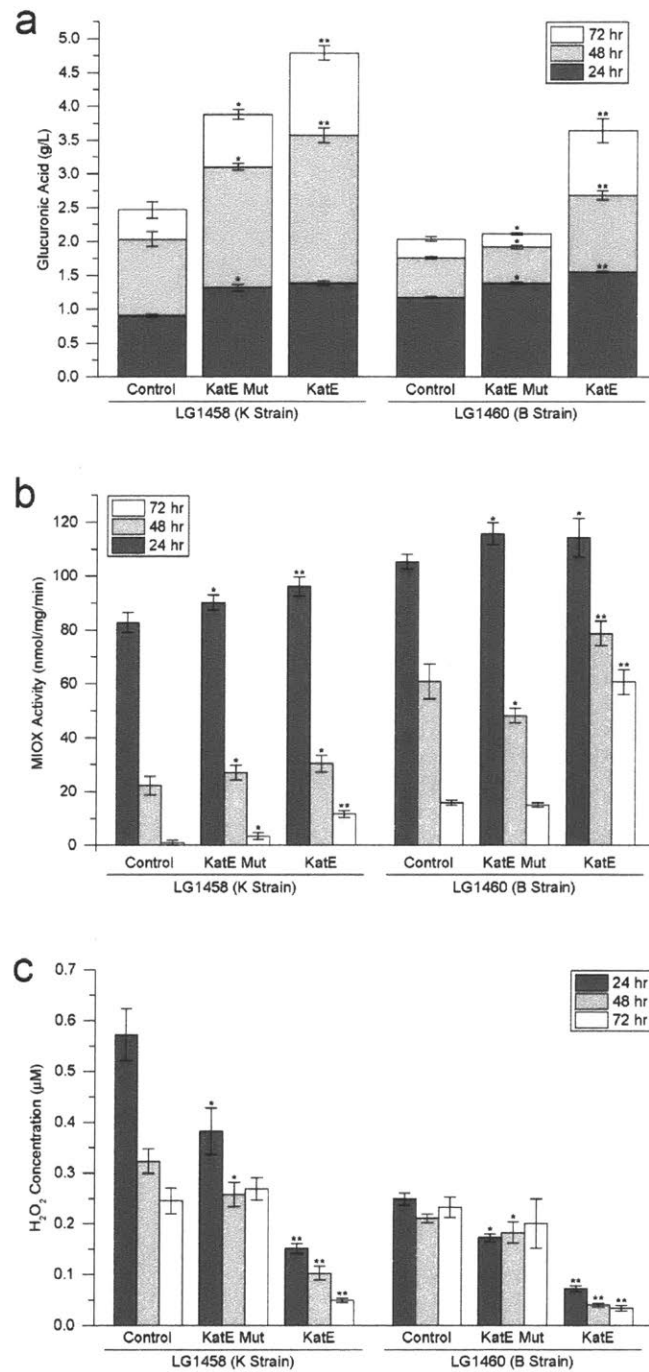 a
5.0
4.5
4.0
3.5
3.0
2.5
2.0
1.5
1.0
0.5
0.0
Glucuronic Acid (g/L)
72 hr
48 hr
24 hr
* ** * ** *
* * * ** ** **
Control KatE Mut KatE Control KatE Mut KatE
LG1458 (K Strain) LG1460 (B Strain)
b
120
100
80
60
40
20
0
MIOX Activity (nmol/mg/min)
72 hr
48 hr
24 hr
* * * ** * **
* * ** ** *
Control KatE Mut KatE Control KatE Mut KatE
LG1458 (K Strain) LG1460 (B Strain)
c
0.7
0.6
0.5
0.4
0.3
0.2
0.1
0.0
H₂O₂ Concentration (µM)
24 hr
48 hr
72 hr
* * ** ** **
* * ** ** **
Control KatE Mut KatE Control KatE Mut KatE
LG1458 (K Strain) LG1460 (B Strain)